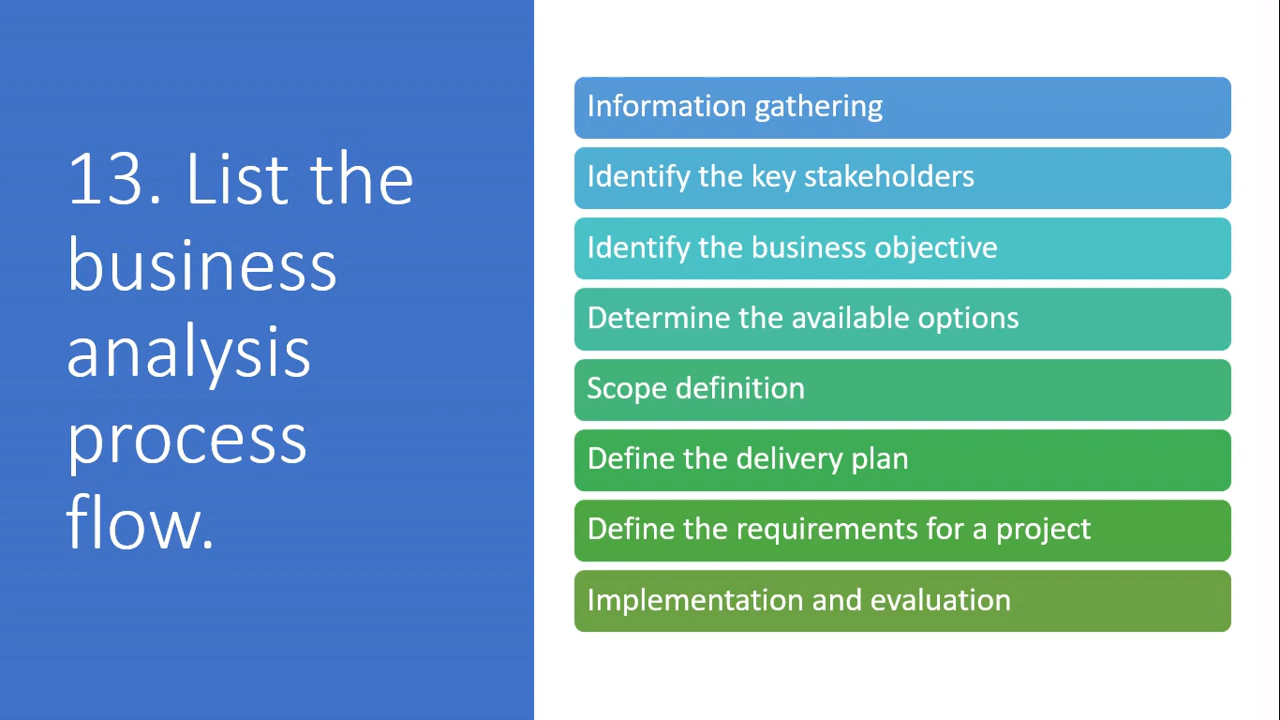 13. List the
business
analysis
process
flow.
Information gathering
Identify the key stakeholders
Identify the business objective
Determine the available options
Scope definition
Define the delivery plan
Define the requirements for a project
Implementation and evaluation